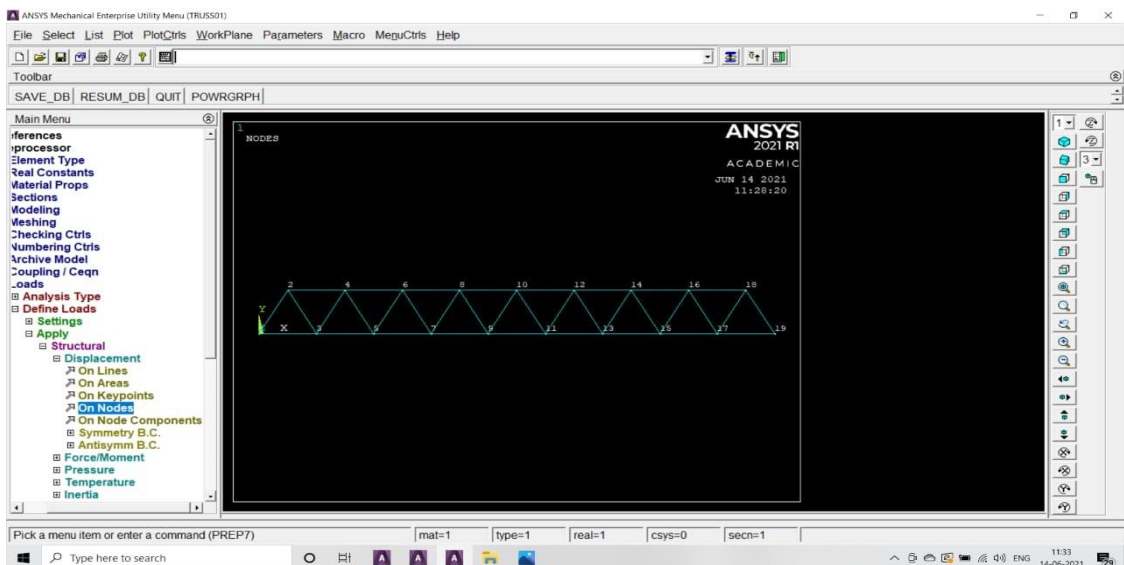 ANSYS Mechanical Enterprise Utility Menu (TRUSS01)
File Select List Plot PlotCtrls WorkPlane Parameters Macro MenuCtrls Help
Toolbar
SAVE_DB RESUM_DB QUIT POWRGRPH
Main Menu
ferences
processor
Element Type
Real Constants
Material Props
Sections
Modeling
Meshing
Checking Ctrls
Numbering Ctrls
Archive Model
Coupling / Ceqn
Loads
Analysis Type
Define Loads
Settings
Apply
Structural
Displacement
On Lines
On Areas
On Keypoints
On Nodes
On Node Components
Symmetry B.C.
Antisymm B.C.
Force/Moment
Pressure
Temperature
Inertia
1
NODES
ANSYS
2021 R1
ACADEMIC
JUN 14 2021
11:28:20
2 4 6 8 10 12 14 16 18
Y
X 3 5 7 9 11 13 15 17 19
1
3
Pick a menu item or enter a command (PREP7) mat=1 type=1 real=1 csys=0 secn=1
Type here to search
ENG
11:33
14-06-2021
29